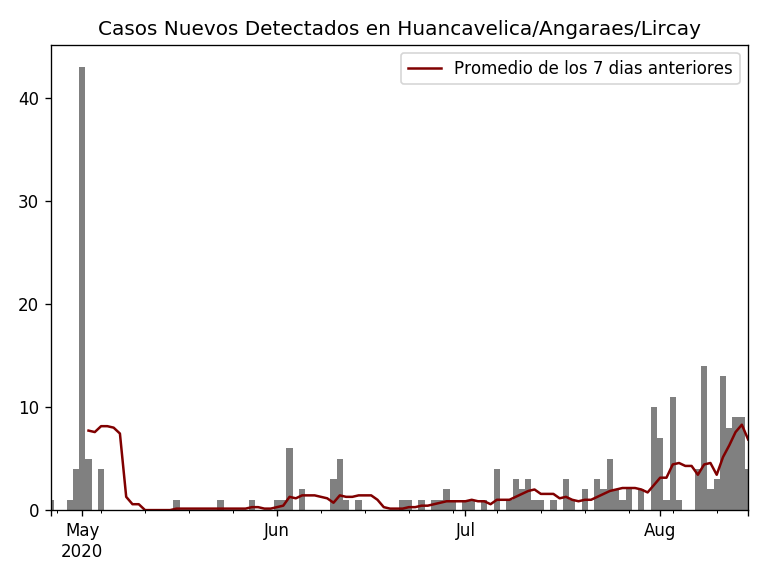 Casos Nuevos Detectados en Huancavelica/Angaraes/Lircay
Promedio de los 7 dias anteriores
40
30
20
10
0
May Jun Jul Aug
2020